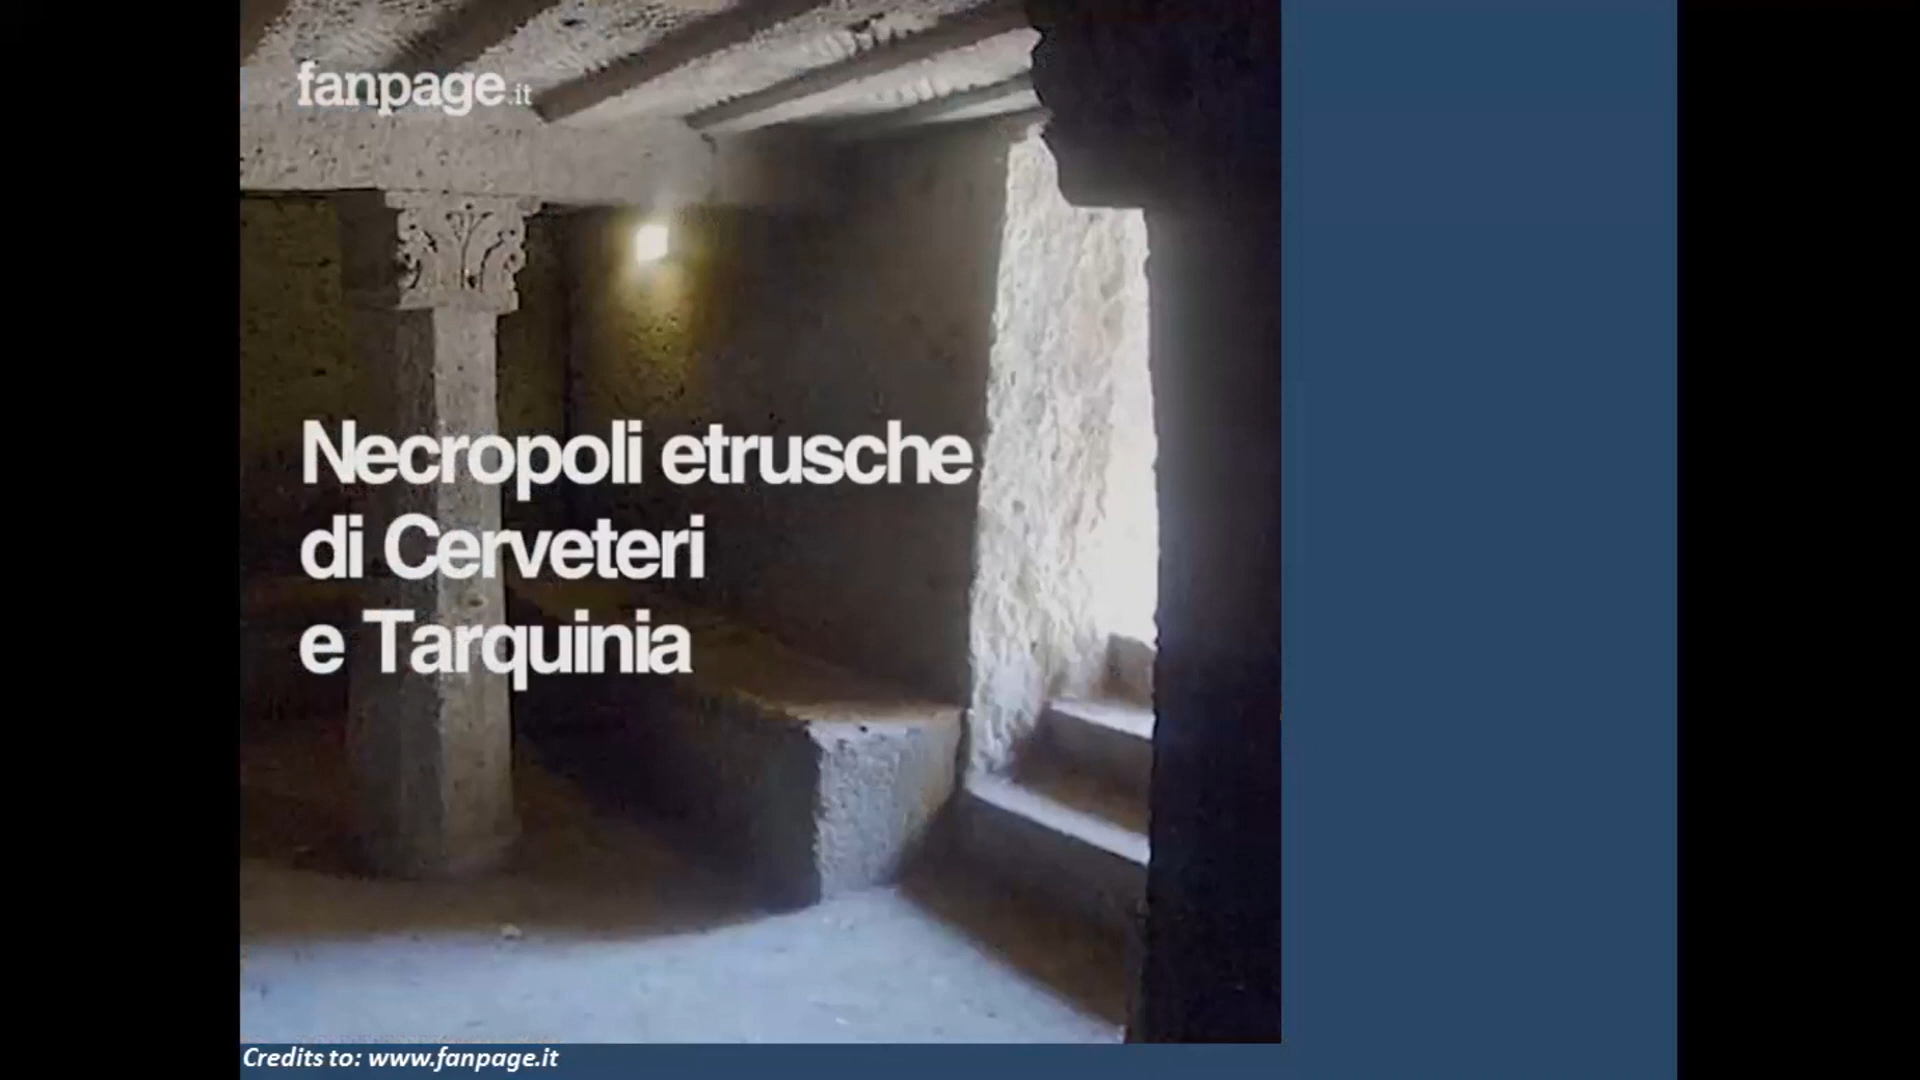 fanpage.it
Necropoli etrusche
di Cerveteri
e Tarquinia
Credits to: www.fanpage.it